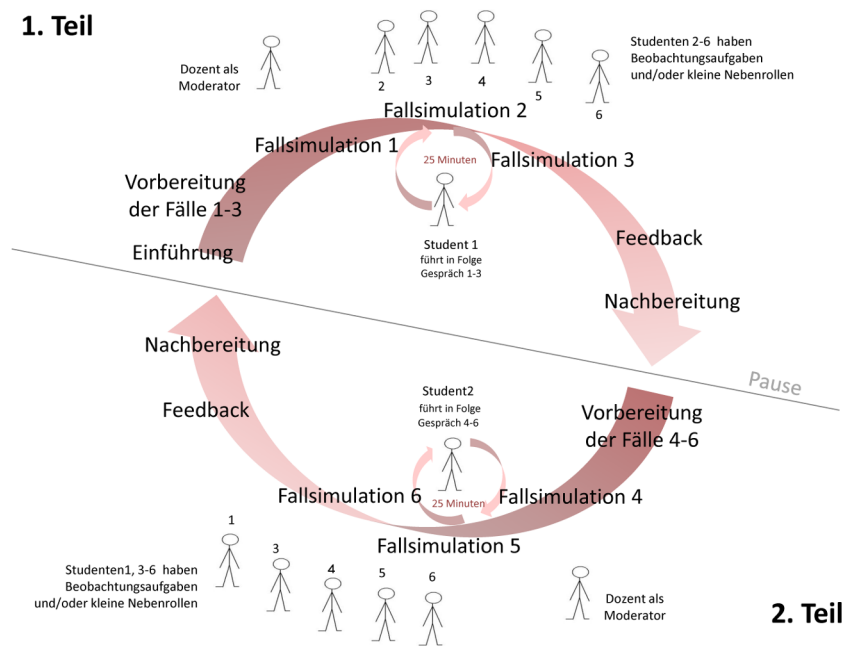 1. Teil
Dozent als
Moderator
2
3
4
5
6
Studenten 2-6 haben
Beobachtungsaufgaben
und/oder kleine Nebenrollen
Einführung
Vorbereitung
der Fälle 1-3
Fallsimulation 1
Fallsimulation 2
Fallsimulation 3
25 Minuten
Student 1
führt in Folge
Gespräch 1-3
Feedback
Nachbereitung
Pause
Vorbereitung
der Fälle 4-6
Fallsimulation 4
Fallsimulation 5
Fallsimulation 6
Student2
führt in Folge
Gespräch 4-6
25 Minuten
Feedback
Nachbereitung
1
3
4
5
6
Studenten1, 3-6 haben
Beobachtungsaufgaben
und/oder kleine Nebenrollen
Dozent als
Moderator
2. Teil